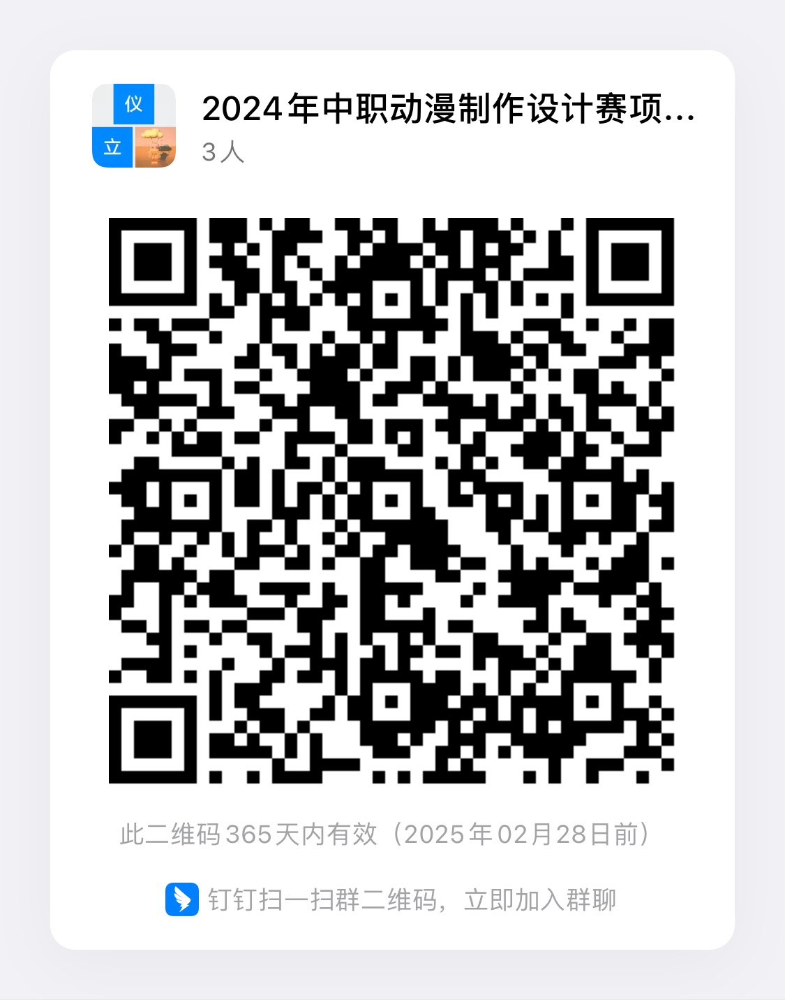 仪
立
2024年中职动漫制作设计赛项...
3人
此二维码365天内有效（2025年02月28日前）
钉钉扫一扫群二维码，立即加入群聊